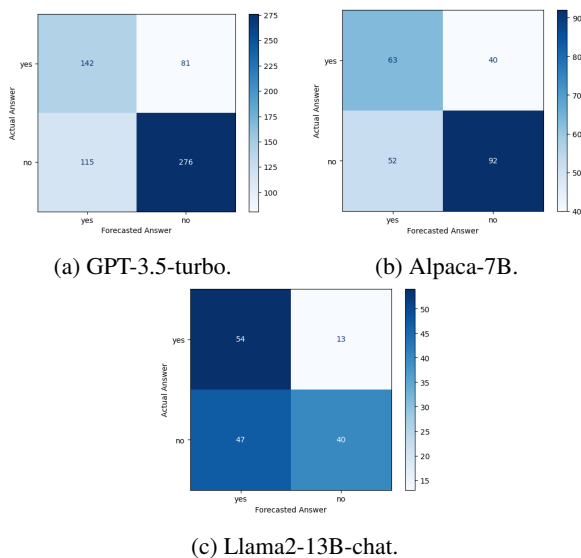 yes
no
Actual Answer
142 81
115 276
yes no
Forecasted Answer
275
250
225
200
175
150
125
100
(a) GPT-3.5-turbo.
yes
no
Actual Answer
63 40
52 92
yes no
Forecasted Answer
90
80
70
60
50
40
(b) Alpaca-7B.
yes
no
Actual Answer
54 13
47 40
yes no
Forecasted Answer
50
45
40
35
30
25
20
15
(c) Llama2-13B-chat.